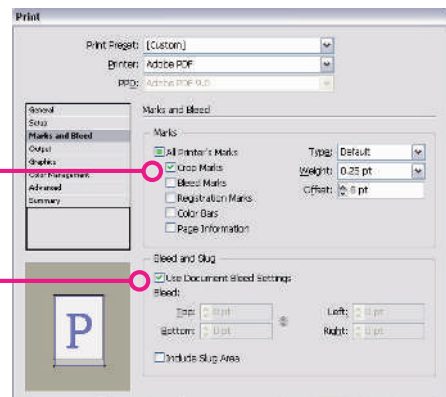 Print
Print Preset: [Custom]
Printer: Adobe PDF
PPD: Adobe PDF 9.0
General
Setup
Marks and Bleed
Output
Graphics
Color Management
Advanced
Summary
Marks and Bleed
Marks
All Printer's Marks
Crop Marks
Bleed Marks
Registration Marks
Color Bars
Page Information
Type: Default
Weight: 0.25 pt
Offset: 6 pt
Bleed and Slug
Use Document Bleed Settings
Bleed:
Top: 0 pt
Bottom: 0 pt
Left: 0 pt
Right: 0 pt
Include Slug Area
P